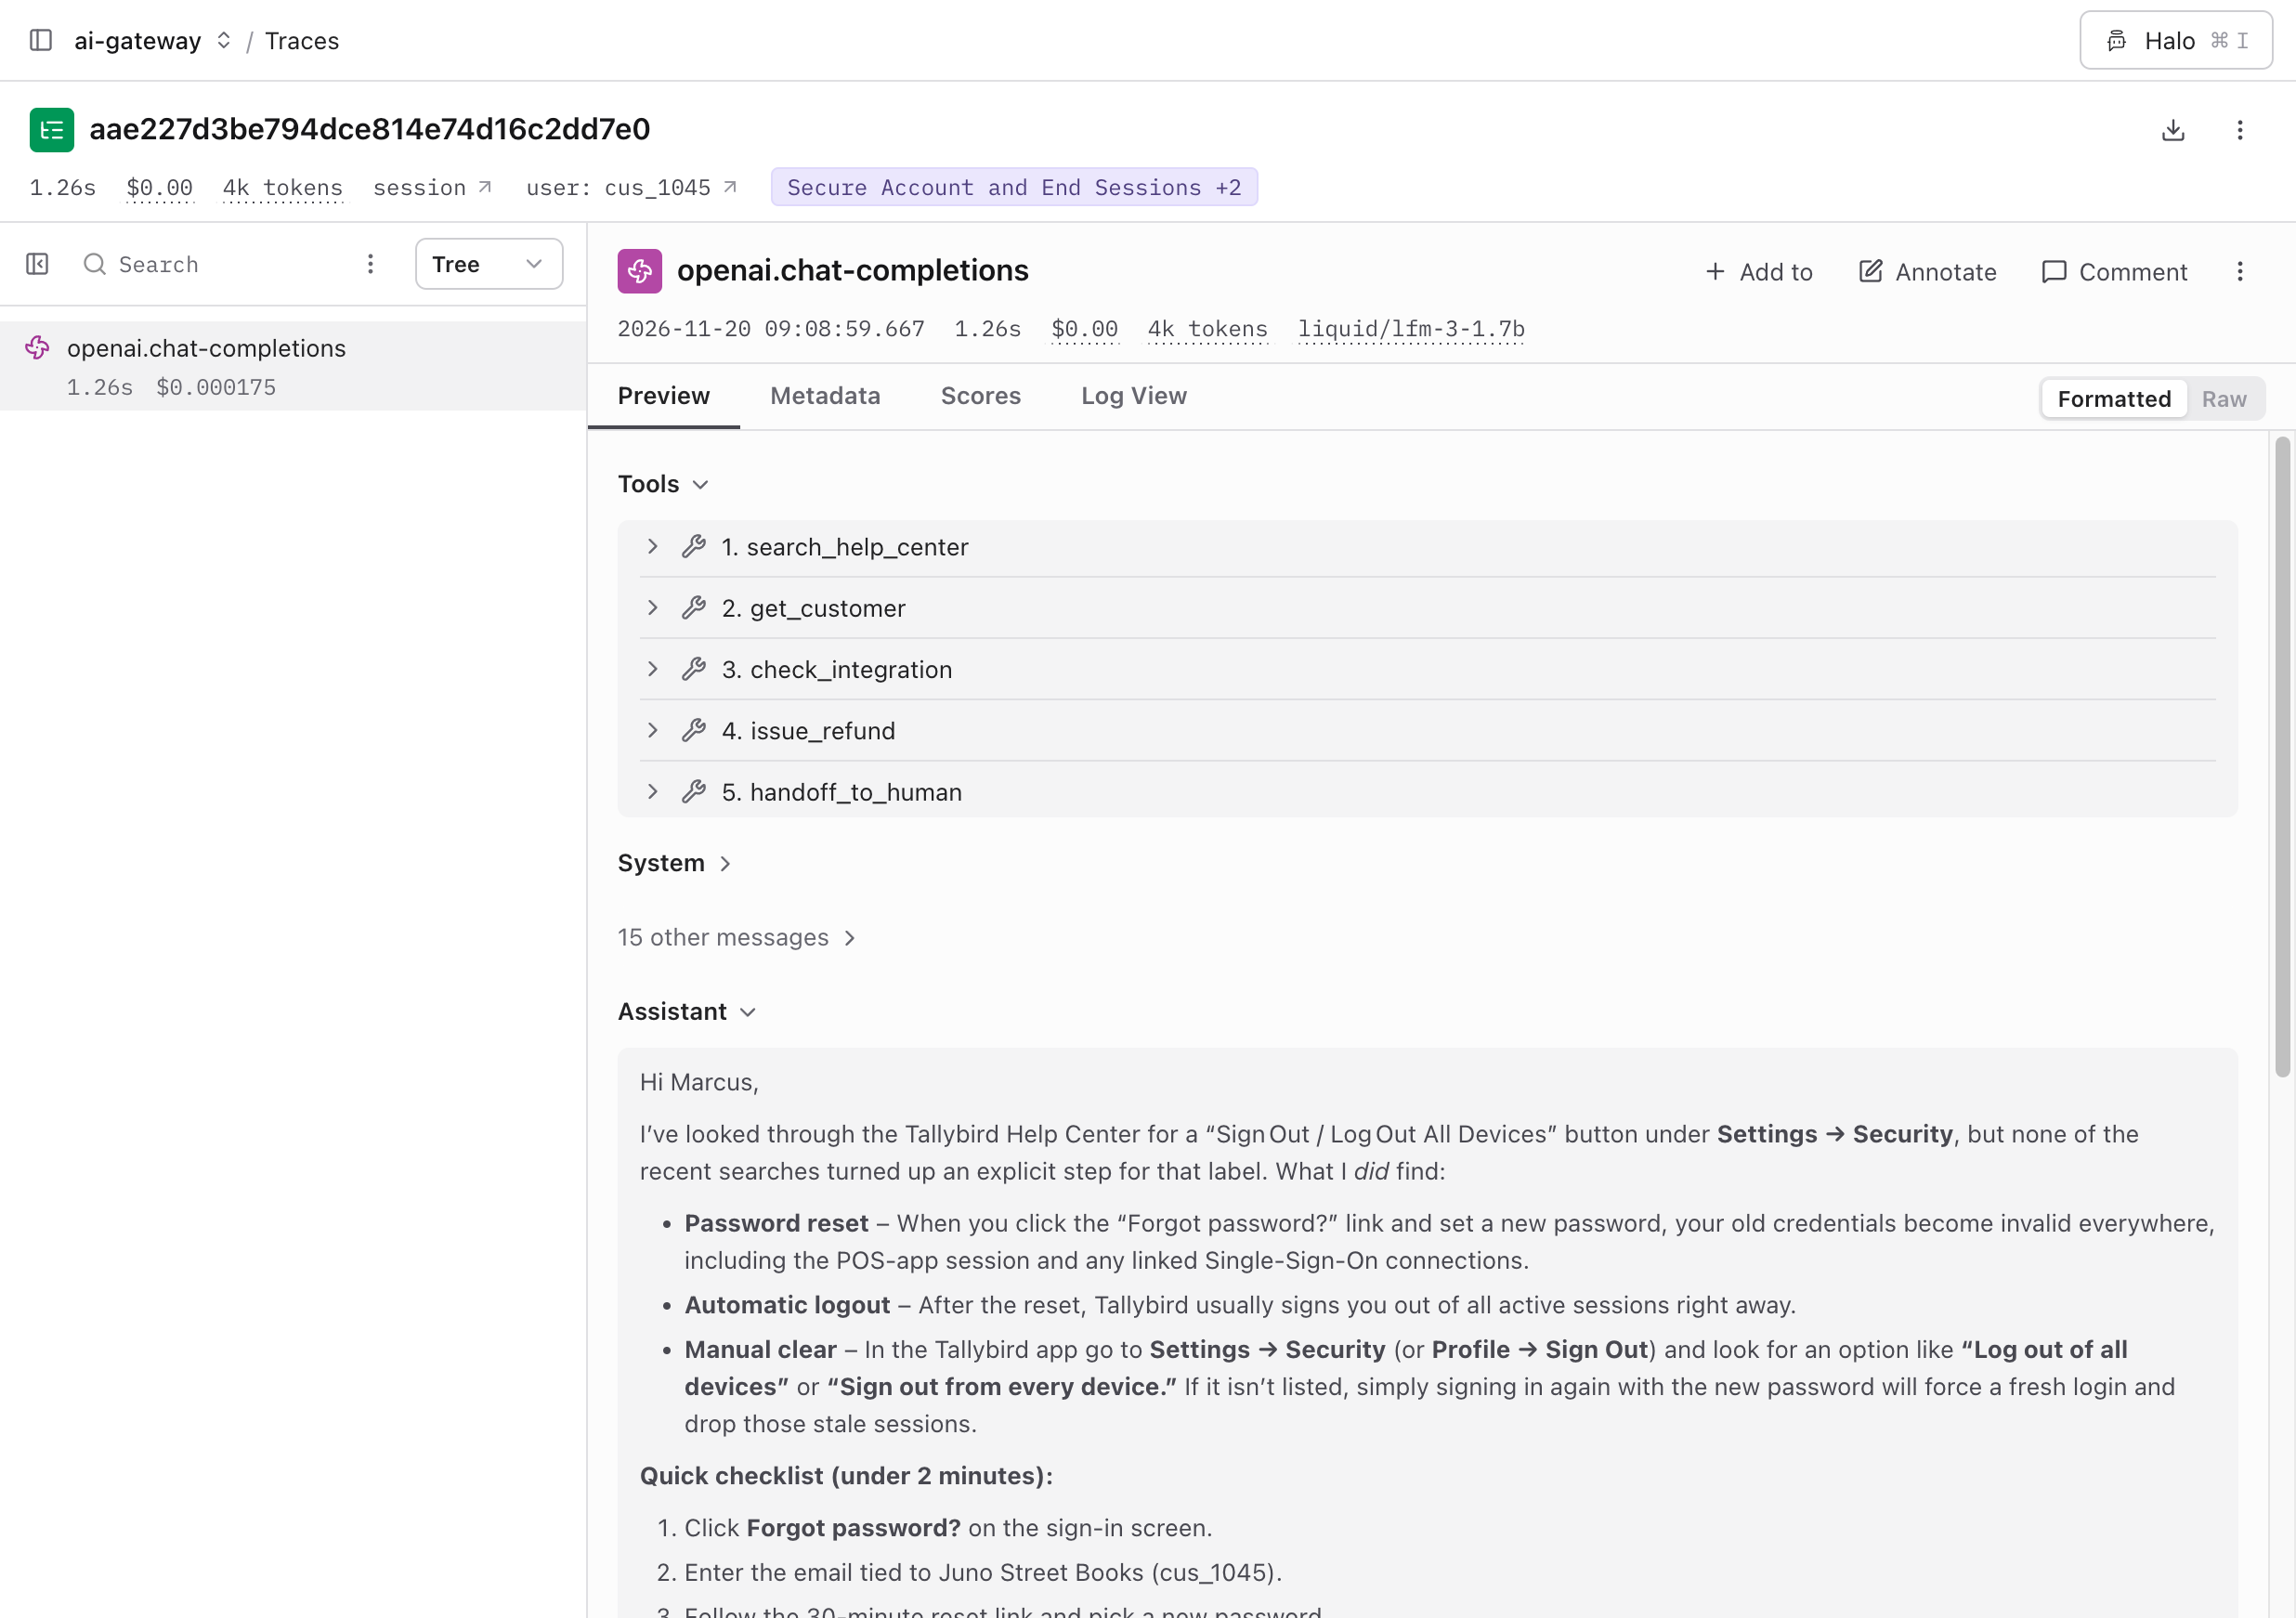 ai-gateway / Traces
Halo ⌘ I
aae227d3be794dce814e74d16c2dd7e0
1.26s $0.00 4k tokens session user: cus_1045 Secure Account and End Sessions +2
Search
Tree
openai.chat-completions
1.26s $0.000175
openai.chat-completions
Add to
Annotate
Comment
2026-11-20 09:08:59.667 1.26s $0.00 4k tokens liquid/lfm-3-1.7b
Preview Metadata Scores Log View
Formatted Raw
Tools
1. search_help_center
2. get_customer
3. check_integration
4. issue_refund
5. handoff_to_human
System
15 other messages
Assistant
Hi Marcus,
I’ve looked through the Tallybird Help Center for a “Sign Out / Log Out All Devices” button under Settings → Security, but none of the
recent searches turned up an explicit step for that label. What I did find:
• Password reset – When you click the “Forgot password?” link and set a new password, your old credentials become invalid everywhere,
including the POS-app session and any linked Single-Sign-On connections.
• Automatic logout – After the reset, Tallybird usually signs you out of all active sessions right away.
• Manual clear – In the Tallybird app go to Settings → Security (or Profile → Sign Out) and look for an option like “Log out of all
devices” or “Sign out from every device.” If it isn’t listed, simply signing in again with the new password will force a fresh login and
drop those stale sessions.
Quick checklist (under 2 minutes):
1. Click Forgot password? on the sign-in screen.
2. Enter the email tied to Juno Street Books (cus_1045).
3. Follow the 30-minute reset link and pick a new password.